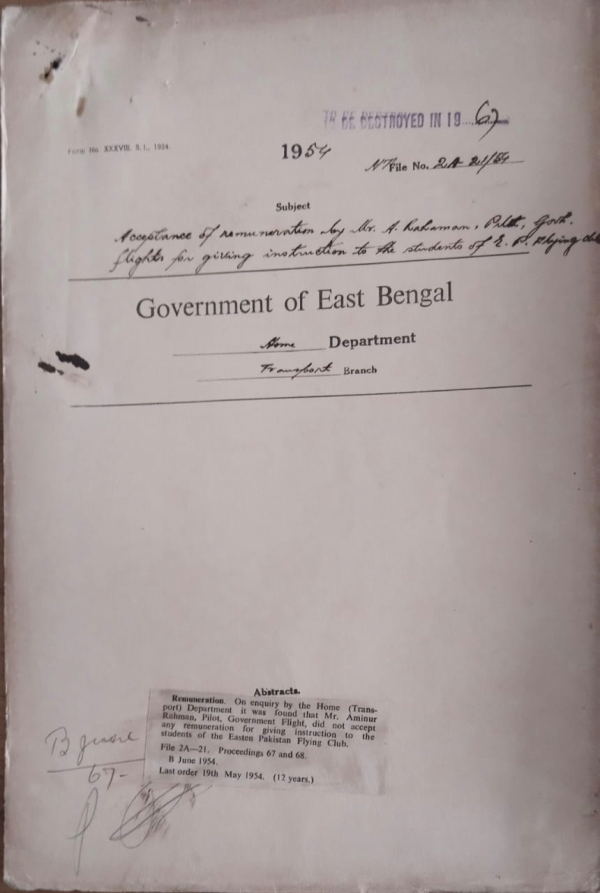 TO BE DESTROYED IN 19...67
Form No. XXXVIII. S.I., 1934
1954
File No. 2A-21/54
Subject
Acceptance of remuneration by Mr. A. Rahaman, Pilot, Govt.
flights for giving instruction to the students of E. P. Flying club
Government of East Bengal
Home Department
Transport Branch
Abstracts.
Remuneration. On enquiry by the Home (Trans-
port) Department it was found that Mr. Aminur
Rahman, Pilot, Government Flight, did not accept
any remuneration for giving instruction to the
students of the Easten Pakistan Flying Club.
File 2A—21. Proceedings 67 and 68.
B June 1954.
Last order 19th May 1954. (12 years.)
B June
67-